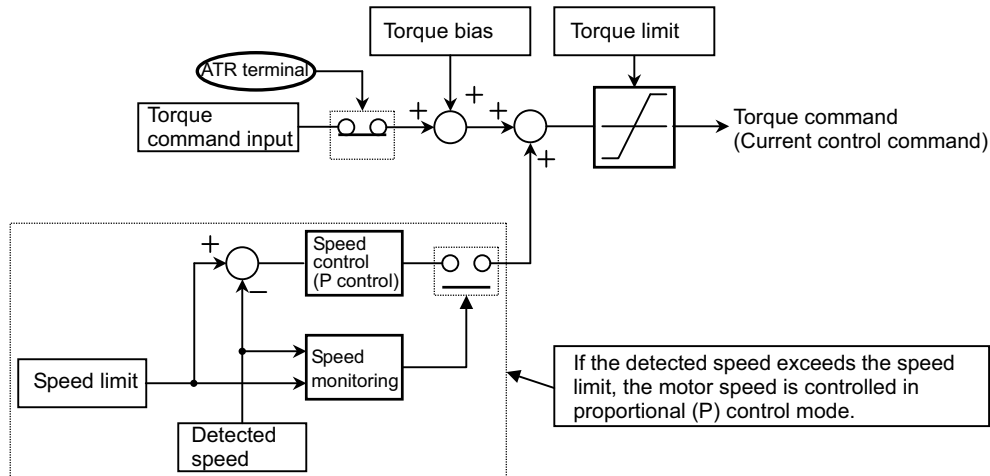 Torque bias
Torque limit
ATR terminal
Torque
command input
+
+
+
+
Torque command
(Current control command)
Speed
control
(P control)
+
−
Speed
monitoring
Speed limit
Detected
speed
If the detected speed exceeds the speed
limit, the motor speed is controlled in
proportional (P) control mode.